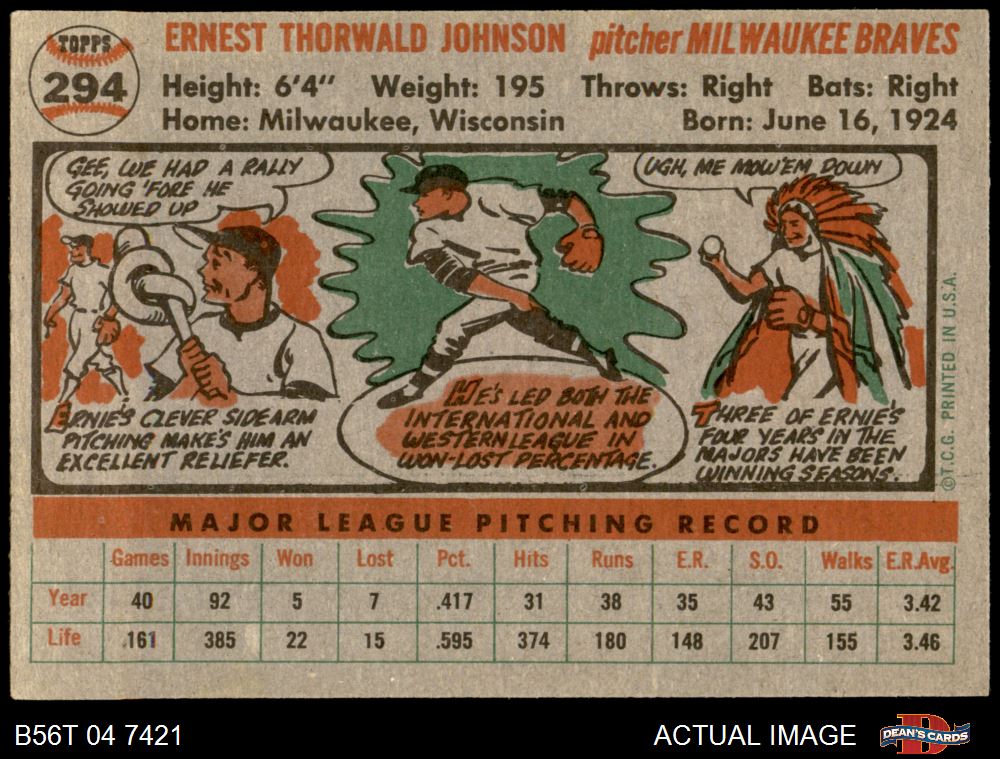 TOPPS
294
ERNEST THORWALD JOHNSON pitcher MILWAUKEE BRAVES
Height: 6'4" Weight: 195 Throws: Right Bats: Right
Home: Milwaukee, Wisconsin Born: June 16, 1924
GEE, WE HAD A RALLY
GOING 'FORE HE
SHOWED UP
ERNIE'S CLEVER SIDEARM
PITCHING MAKE'S HIM AN
EXCELLENT RELIEFER.
HE'S LED BOTH THE
INTERNATIONAL AND
WESTERN LEAGUE IN
WON-LOST PERCENTAGE.
UGH, ME MOW'EM DOWN
THREE OF ERNIE'S
FOUR YEARS IN THE
MAJORS HAVE BEEN
WINNING SEASONS.
©T.C.G. PRINTED IN U.S.A.
MAJOR LEAGUE PITCHING RECORD
Games Innings Won Lost Pct. Hits Runs E.R. S.O. Walks E.R.Avg.
Year 40 92 5 7 .417 31 38 35 43 55 3.42
Life 161 385 22 15 .595 374 180 148 207 155 3.46
B56T 04 7421
ACTUAL IMAGE
D
DEAN'S CARDS